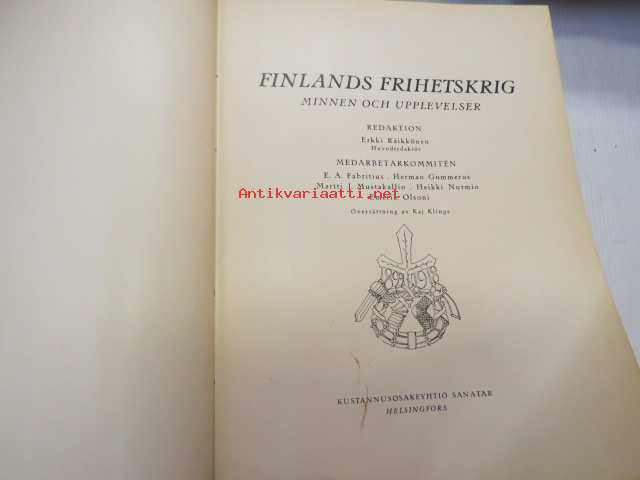 FINLANDS FRIHETSKRIG
MINNEN OCH UPPLEVELSER
REDAKTION
Erkki Räikkönen
Huvudredaktör
MEDARBETARKOMMITÉN
E. A. Fabritius . Herman Gummerus
Antikvariaatti.net
Martti J. Mustakallio . Heikki Nurmio
Olsoni
Översättning av Kaj Klinge
1918
KUSTANNUSOSAKEYHTIÖ SANATAR
HELSINGFORS